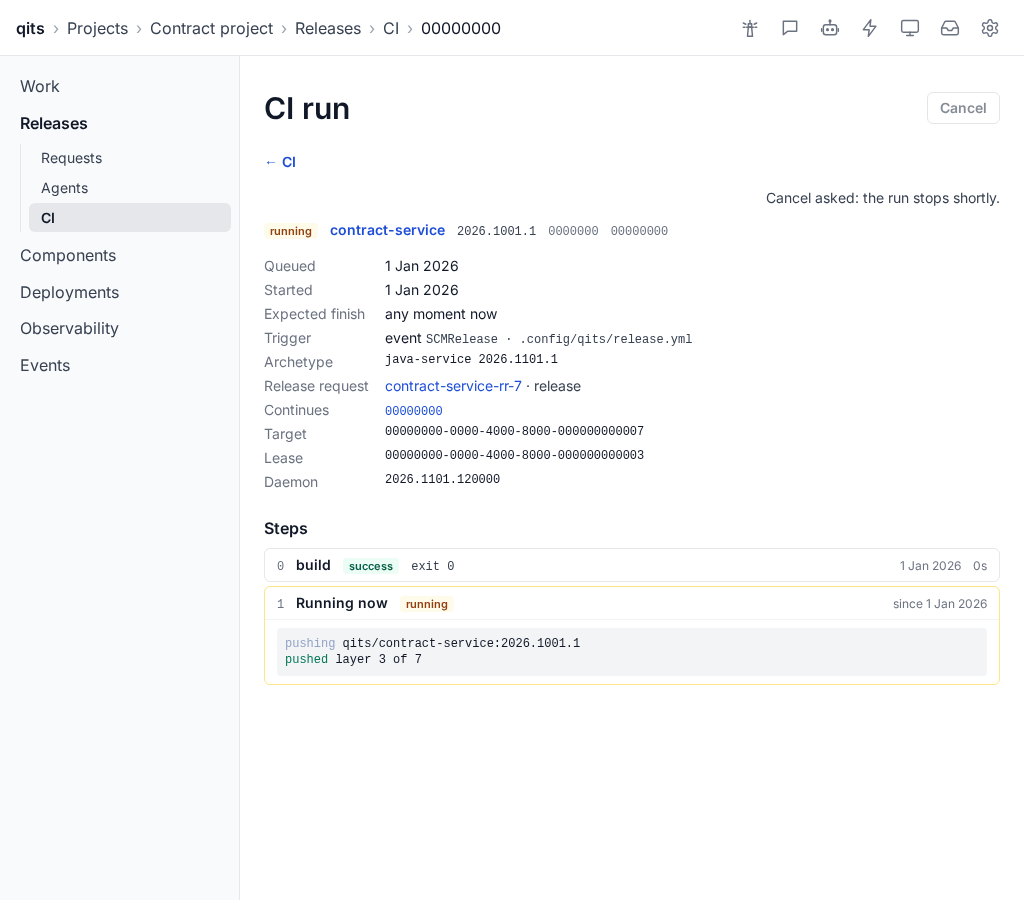 qits › Projects › Contract project › Releases › CI › 00000000
Work
Releases
Requests
Agents
CI
Components
Deployments
Observability
Events
CI run
Cancel
← CI
Cancel asked: the run stops shortly.
running contract-service 2026.1001.1 0000000 00000000
Queued 1 Jan 2026
Started 1 Jan 2026
Expected finish any moment now
Trigger event SCMRelease · .config/qits/release.yml
Archetype java-service 2026.1101.1
Release request contract-service-rr-7 · release
Continues 00000000
Target 00000000-0000-4000-8000-000000000007
Lease 00000000-0000-4000-8000-000000000003
Daemon 2026.1101.120000
Steps
0 build success exit 0 1 Jan 2026 0s
1 Running now running since 1 Jan 2026
pushing qits/contract-service:2026.1001.1
pushed layer 3 of 7